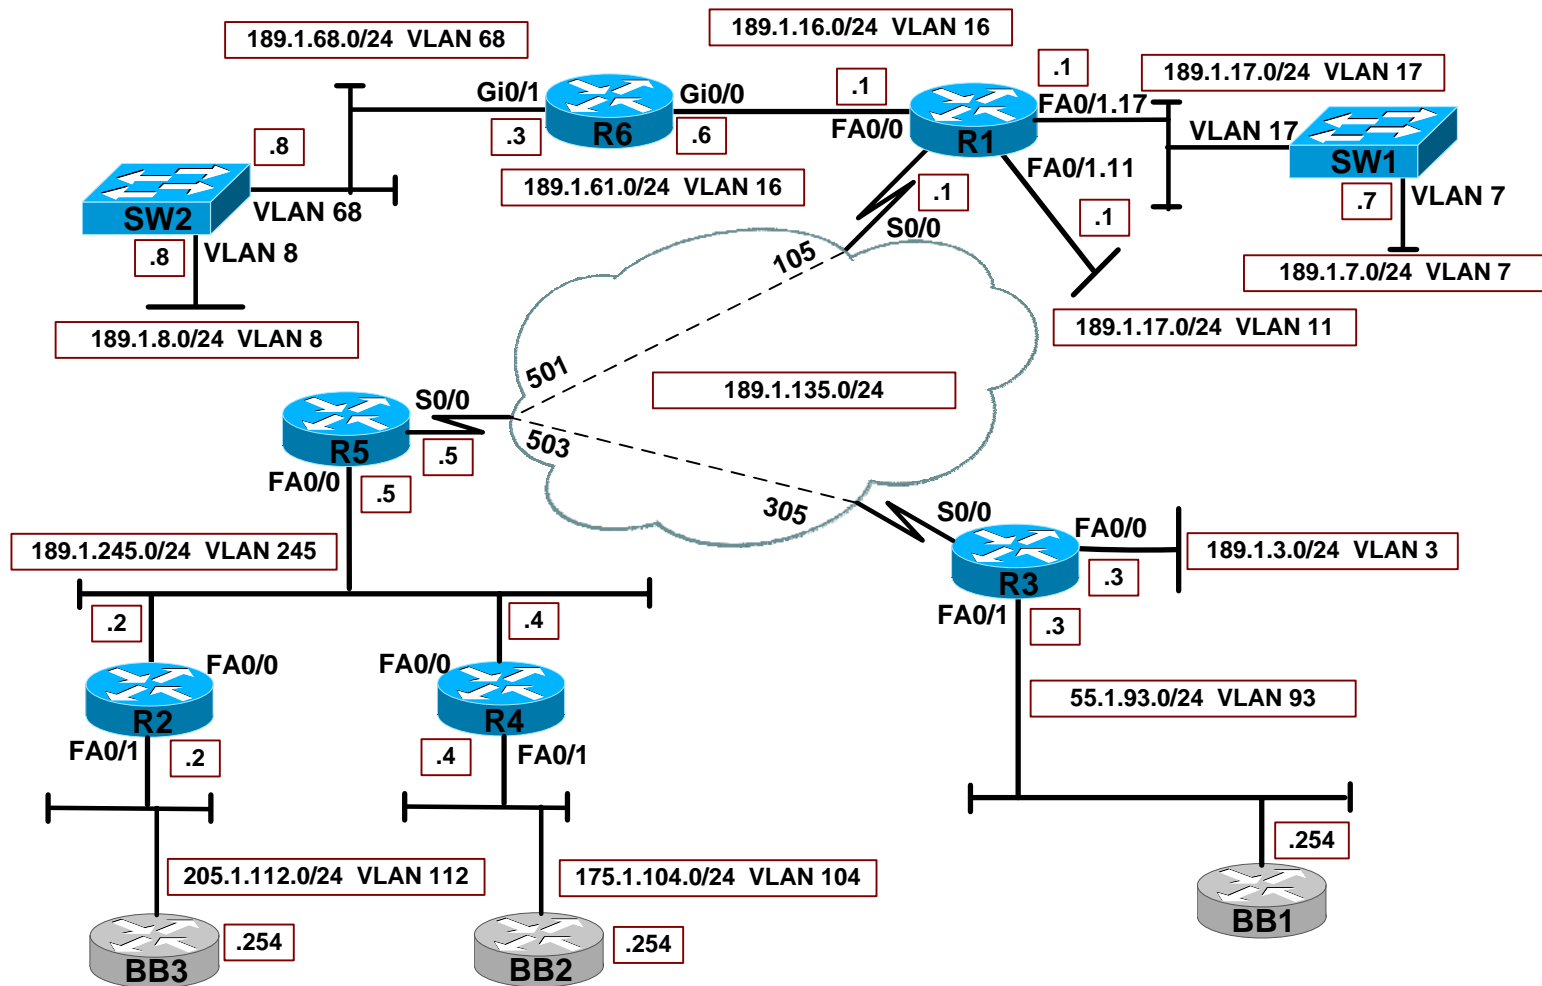 189.1.16.0/24 VLAN 16
189.1.68.0/24 VLAN 68
.1
189.1.17.0/24 VLAN 17
Gi0/1
Gi0/0
.1
FA0/1.17
R6
FA0/0
R1
VLAN 17
SW1
.3
.6
.8
189.1.61.0/24 VLAN 16
FA0/1.11
.1
.7
VLAN 7
SW2
VLAN 68
S0/0
.1
.8
VLAN 8
105
189.1.7.0/24 VLAN 7
189.1.8.0/24 VLAN 8
189.1.17.0/24 VLAN 11
501
189.1.135.0/24
S0/0
R5
.5
503
FA0/0
.5
305
S0/0
FA0/0
189.1.245.0/24 VLAN 245
189.1.3.0/24 VLAN 3
R3
.3
FA0/1
.3
.2
.4
FA0/0
FA0/0
R2
R4
55.1.93.0/24 VLAN 93
FA0/1
.2
.4
FA0/1
.254
205.1.112.0/24 VLAN 112
175.1.104.0/24 VLAN 104
BB1
.254
.254
BB3
BB2